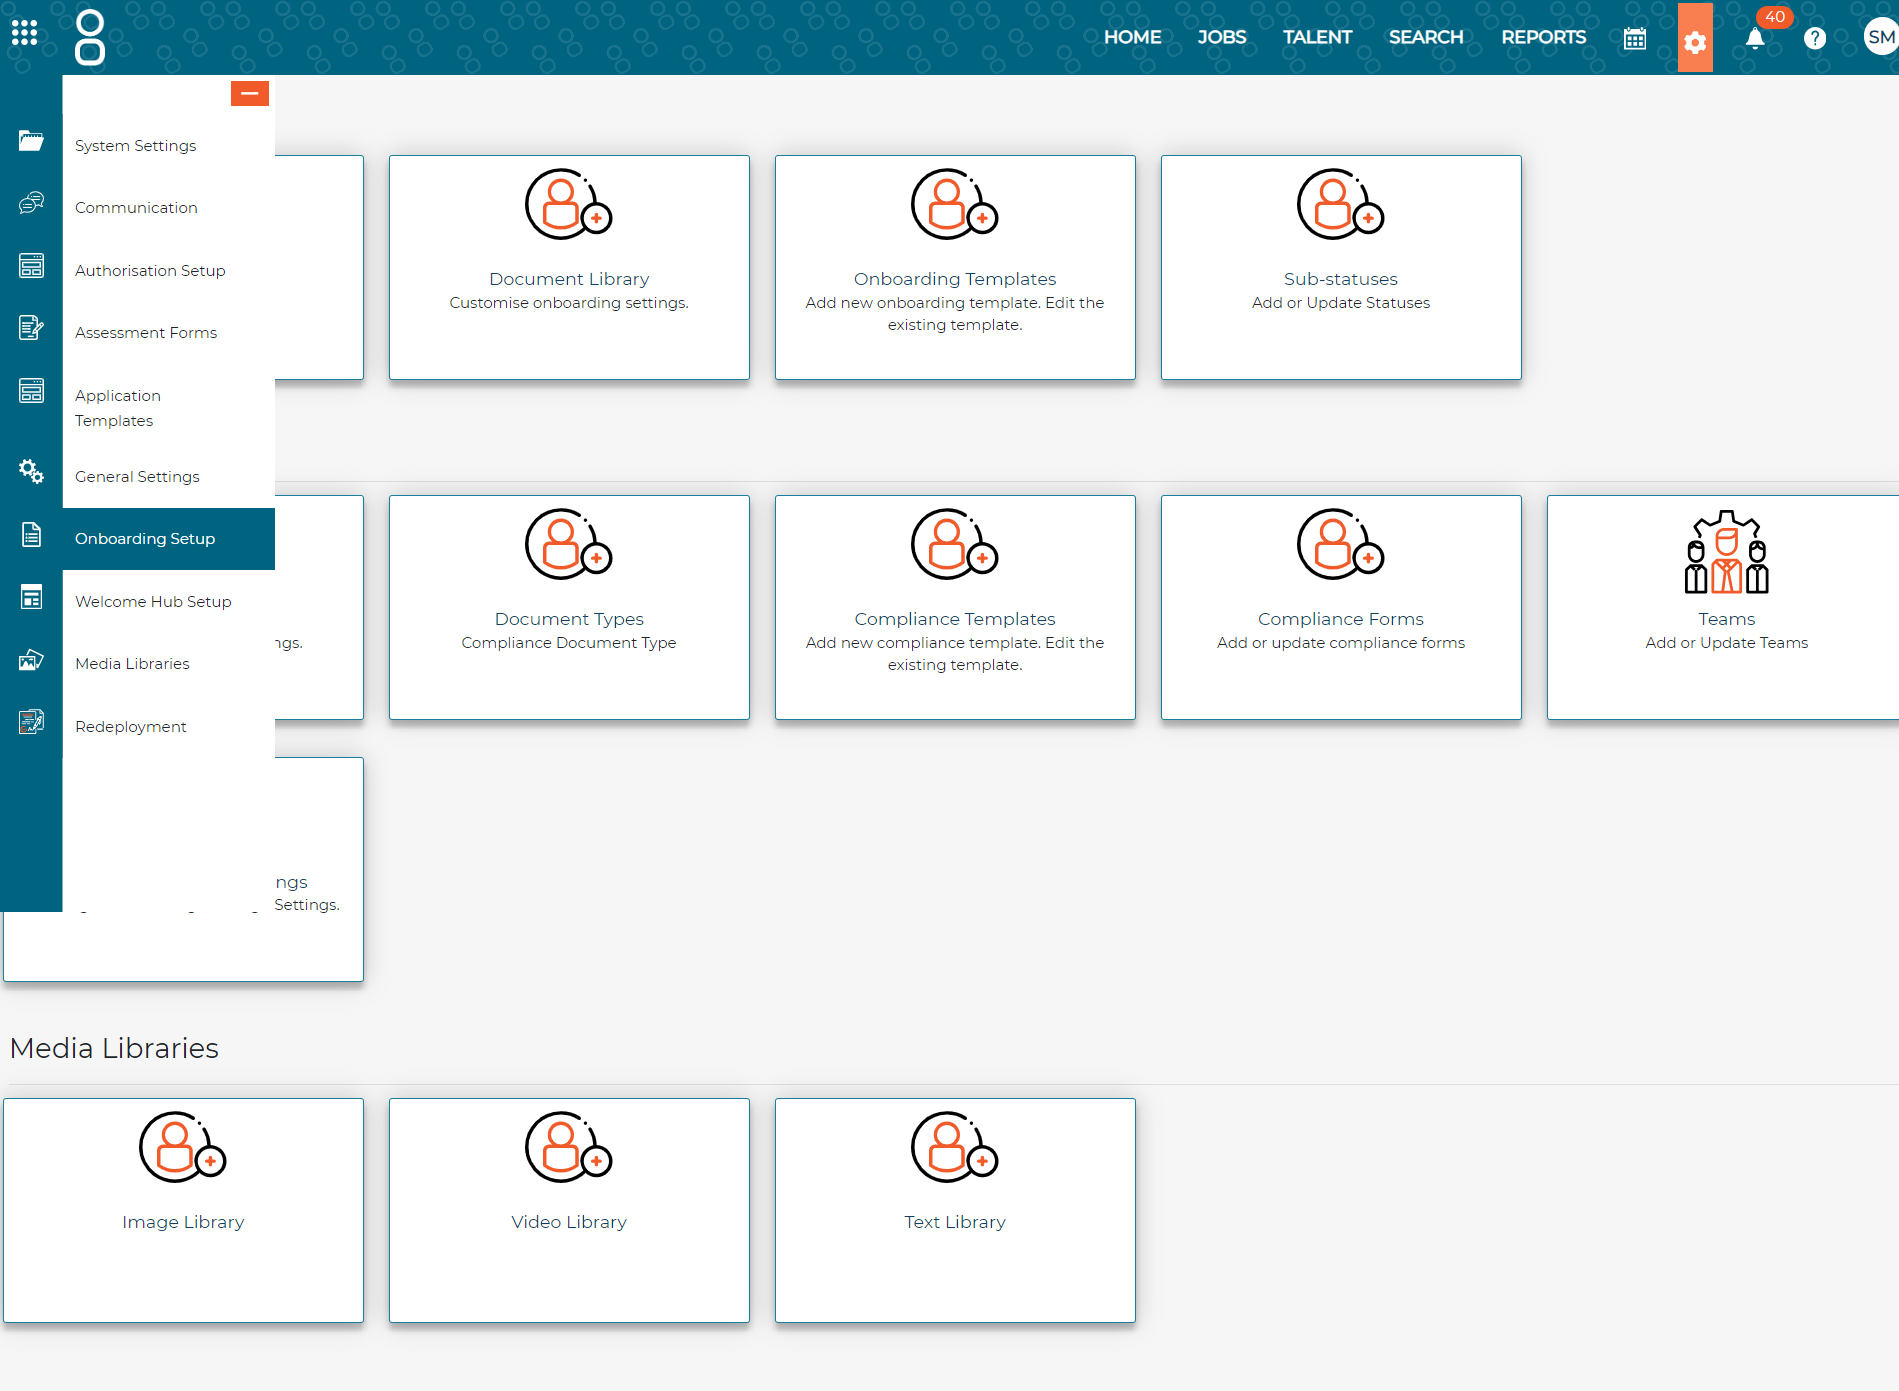 HOME JOBS TALENT SEARCH REPORTS 40 SM
System Settings
Communication
Authorisation Setup
Assessment Forms
Application
Templates
General Settings
Onboarding Setup
Welcome Hub Setup
Media Libraries
Redeployment
Document Library
Customise onboarding settings.
Onboarding Templates
Add new onboarding template. Edit the
existing template.
Sub-statuses
Add or Update Statuses
ngs.
Document Types
Compliance Document Type
Compliance Templates
Add new compliance template. Edit the
existing template.
Compliance Forms
Add or update compliance forms
Teams
Add or Update Teams
ngs
Settings.
Media Libraries
Image Library
Video Library
Text Library